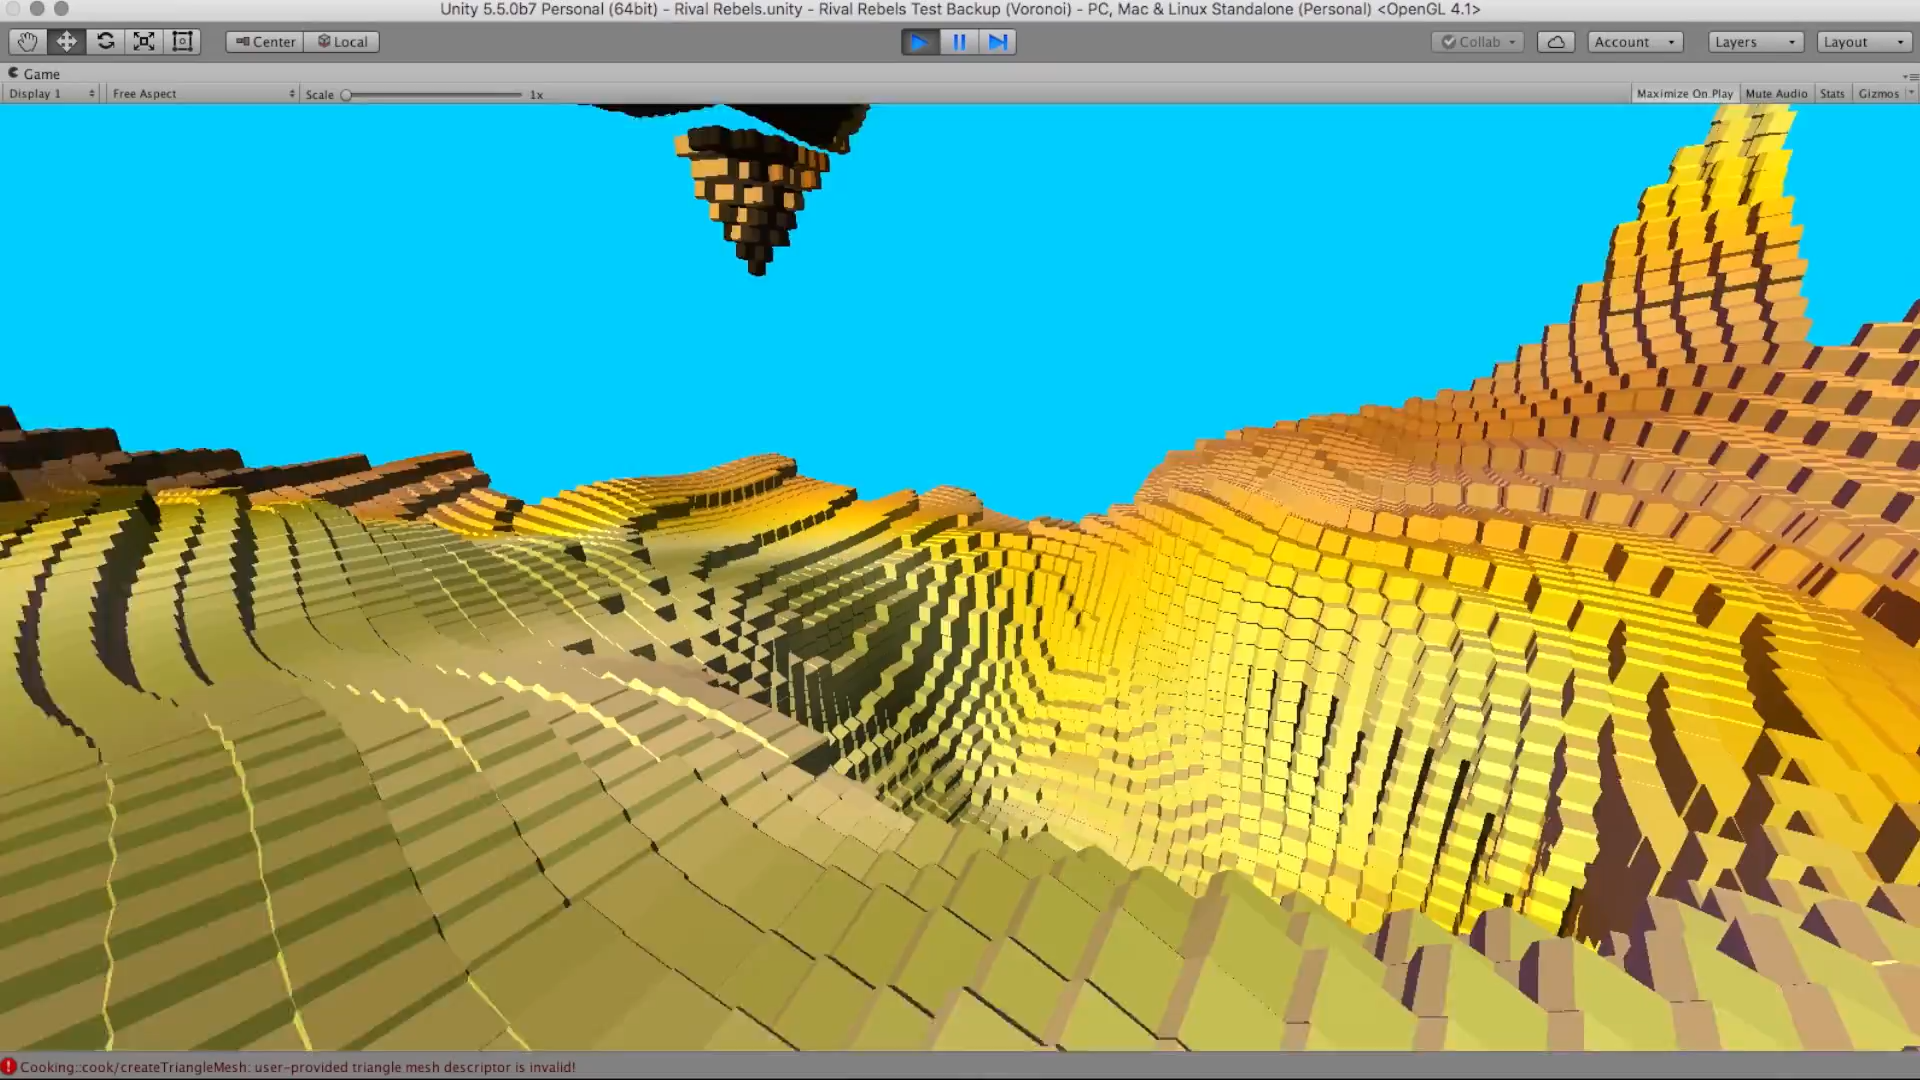 Unity 5.5.0b7 Personal (64bit) - Rival Rebels.unity - Rival Rebels Test Backup (Voronoi) - PC, Mac & Linux Standalone (Personal) <OpenGL 4.1>
Center Local Collab Account Layers Layout
Game
Display 1 Free Aspect Scale 1x Maximize On Play Mute Audio Stats Gizmos
Cooking::cook/createTriangleMesh: user-provided triangle mesh descriptor is invalid!